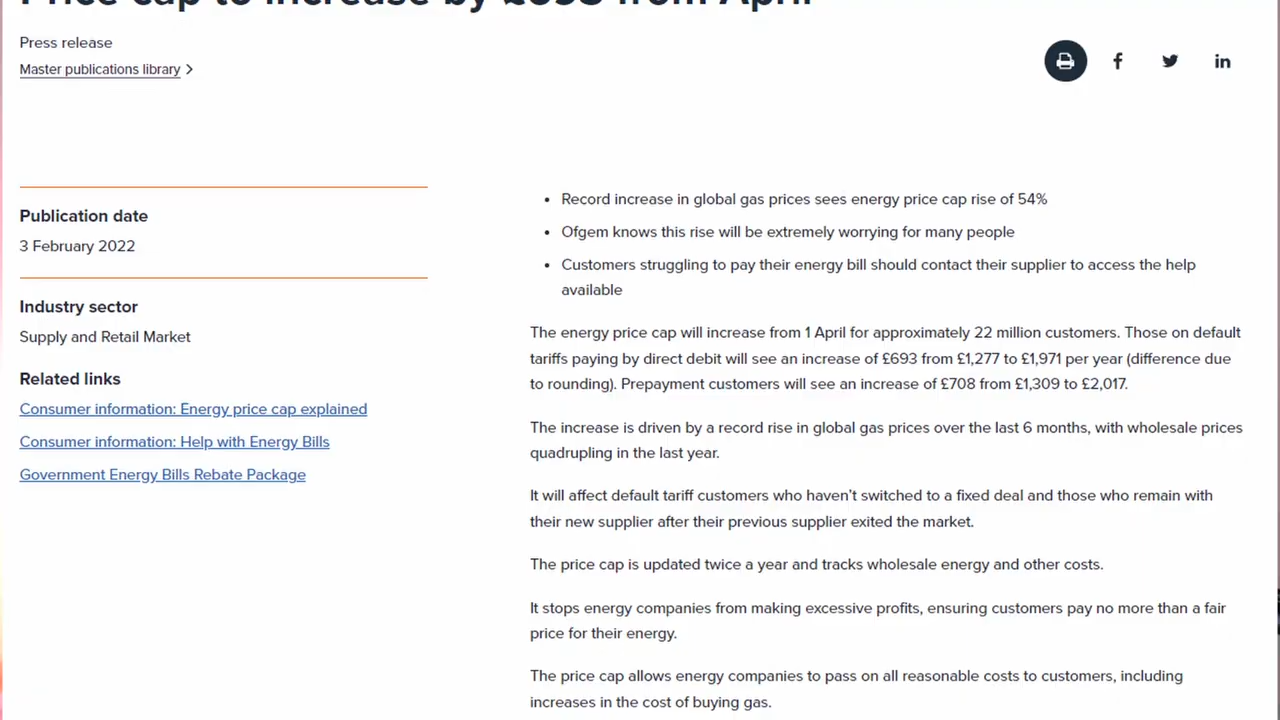 Price cap to increase by £693 from April
Press release
Master publications library
Publication date
3 February 2022
Industry sector
Supply and Retail Market
Related links
Consumer information: Energy price cap explained
Consumer information: Help with Energy Bills
Government Energy Bills Rebate Package
Record increase in global gas prices sees energy price cap rise of 54%
Ofgem knows this rise will be extremely worrying for many people
Customers struggling to pay their energy bill should contact their supplier to access the help
available
The energy price cap will increase from 1 April for approximately 22 million customers. Those on default
tariffs paying by direct debit will see an increase of £693 from £1,277 to £1,971 per year (difference due
to rounding). Prepayment customers will see an increase of £708 from £1,309 to £2,017.
The increase is driven by a record rise in global gas prices over the last 6 months, with wholesale prices
quadrupling in the last year.
It will affect default tariff customers who haven’t switched to a fixed deal and those who remain with
their new supplier after their previous supplier exited the market.
The price cap is updated twice a year and tracks wholesale energy and other costs.
It stops energy companies from making excessive profits, ensuring customers pay no more than a fair
price for their energy.
The price cap allows energy companies to pass on all reasonable costs to customers, including
increases in the cost of buying gas.